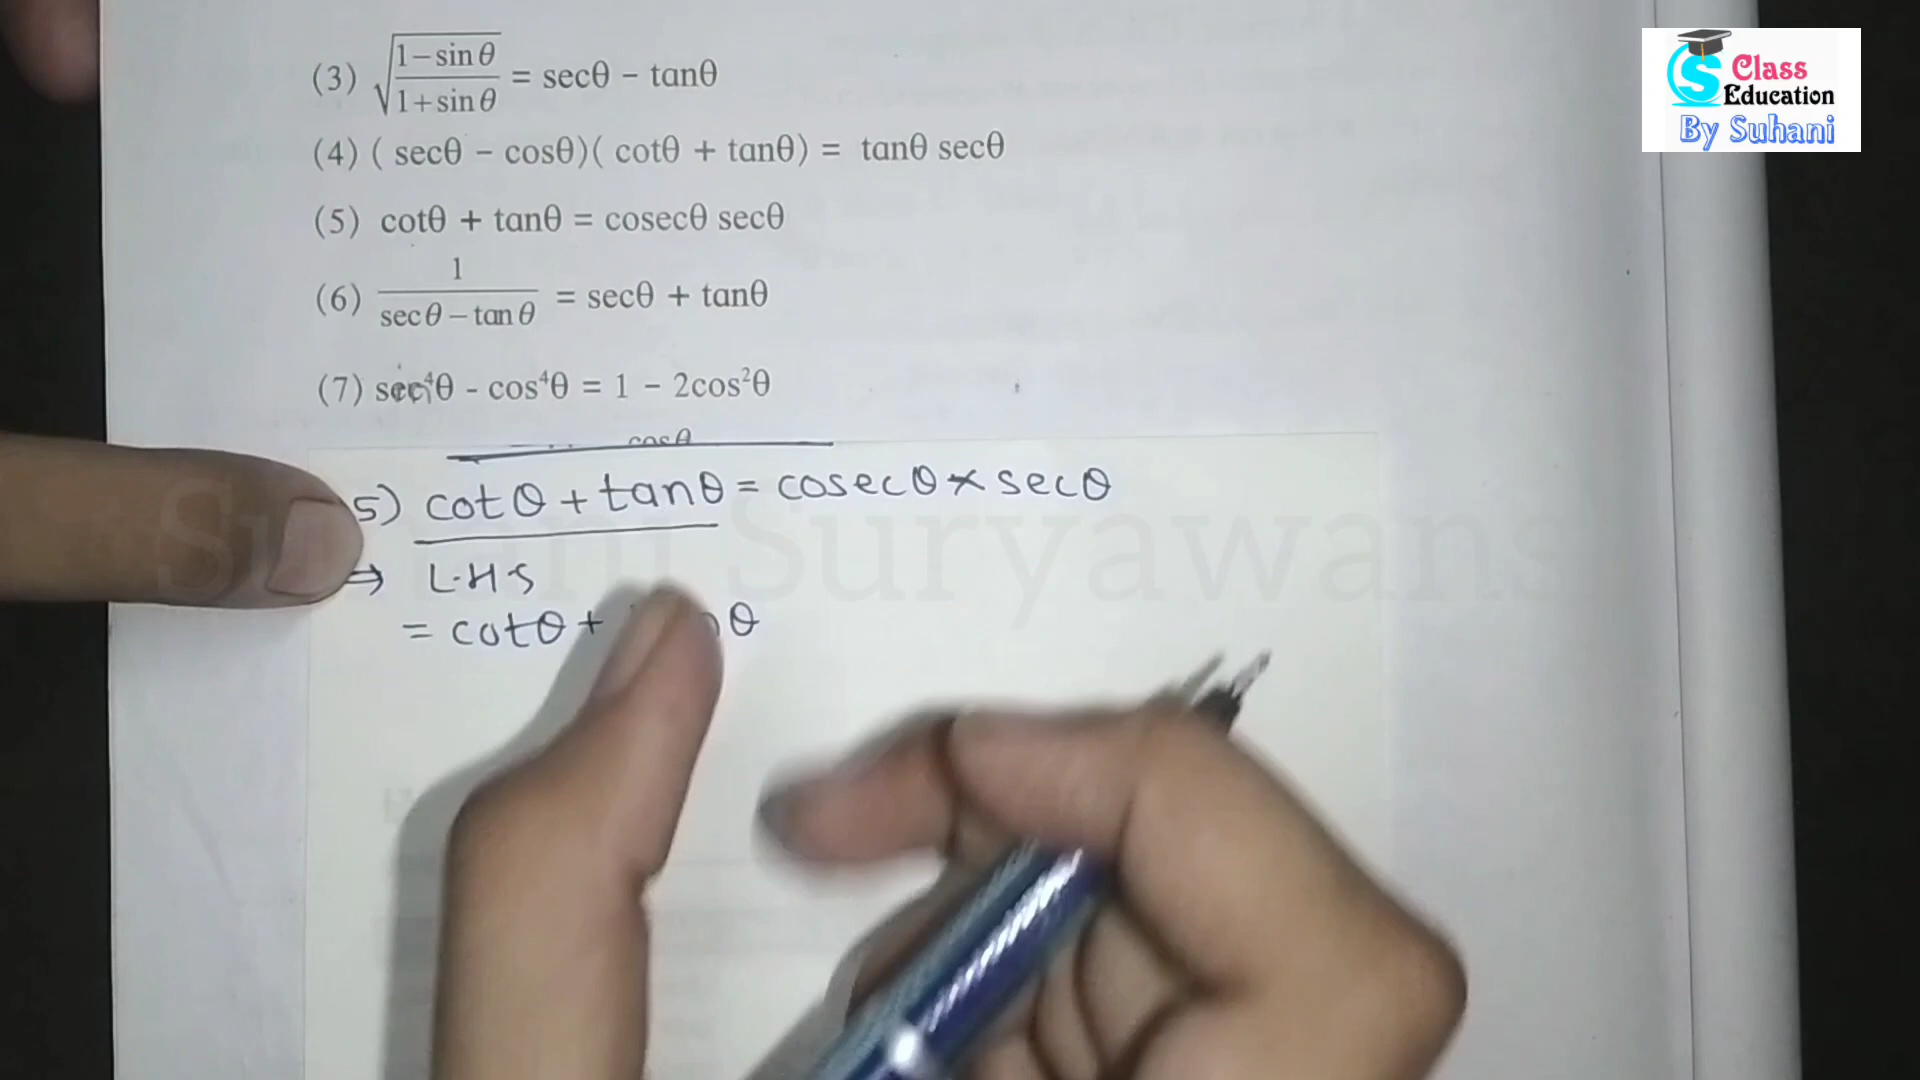 (3) √(1−sinθ / 1+sinθ) = secθ − tanθ
(4) ( secθ − cosθ)( cotθ + tanθ) = tanθ secθ
(5) cotθ + tanθ = cosecθ secθ
(6) 1 / (secθ − tanθ) = secθ + tanθ
(7) θ - cos⁴θ = 1 − 2cos²θ
cosθ
5) cotθ + tanθ = cosecθ × secθ
⇒ L.H.S
= cotθ + θ
Class
Education
By Suhani
Suryawans